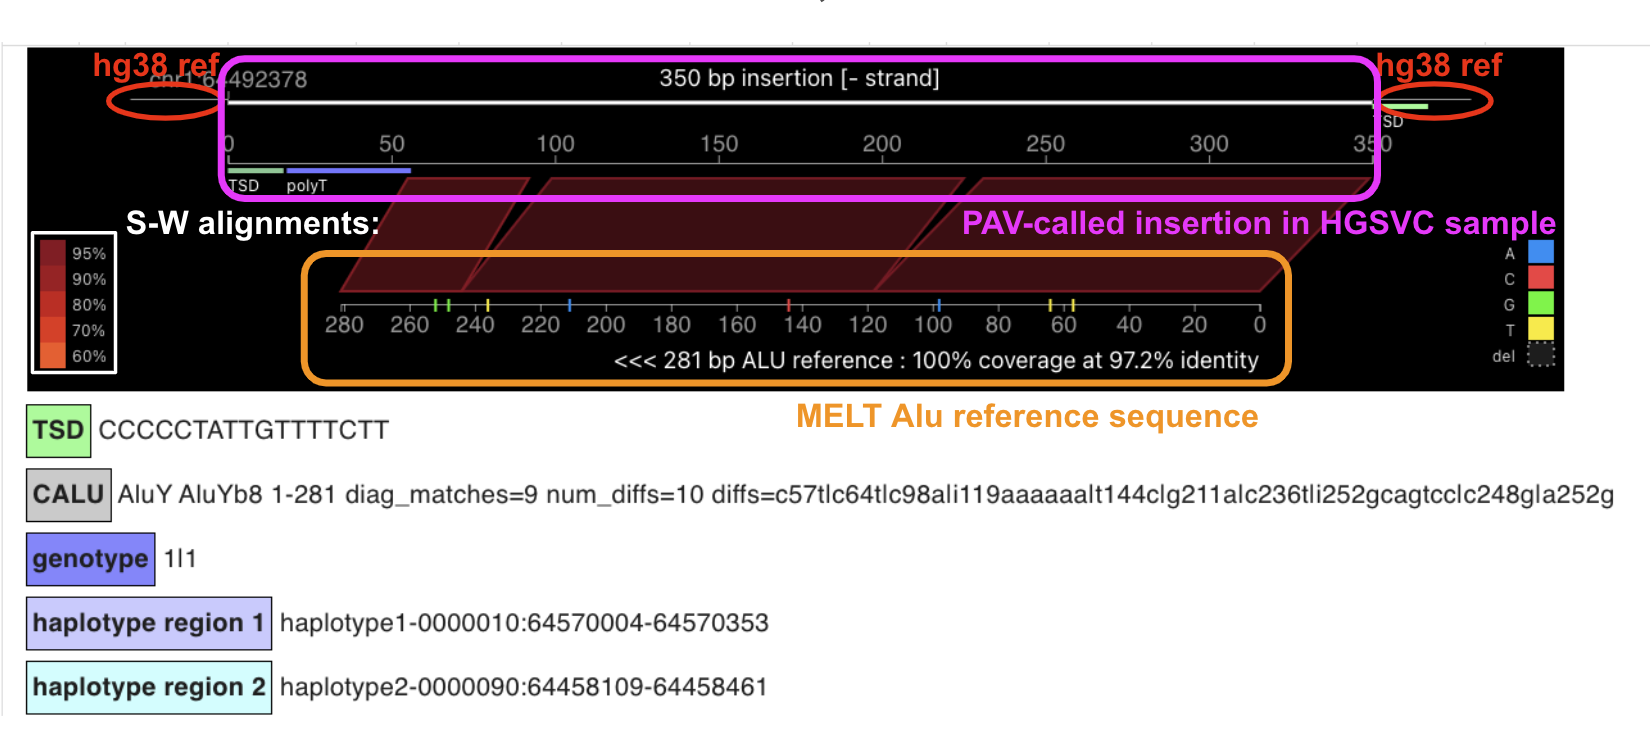 hg38 ref
hg38 ref
chr1:64492378
350 bp insertion [- strand]
TSD
0 50 100 150 200 250 300 350
TSD polyT
S-W alignments:
PAV-called insertion in HGSVC sample
95%
90%
80%
70%
60%
A
C
G
T
del
280 260 240 220 200 180 160 140 120 100 80 60 40 20 0
<<< 281 bp ALU reference : 100% coverage at 97.2% identity
MELT Alu reference sequence
TSD CCCCCTATTGTTTTCTT
CALU AluY AluYb8 1-281 diag_matches=9 num_diffs=10 diffs=c57t|c64t|c98a|i119aaaaaa|t144c|g211a|c236t|i252gcagtcc|c248g|a252g
genotype 1|1
haplotype region 1 haplotype1-0000010:64570004-64570353
haplotype region 2 haplotype2-0000090:64458109-64458461